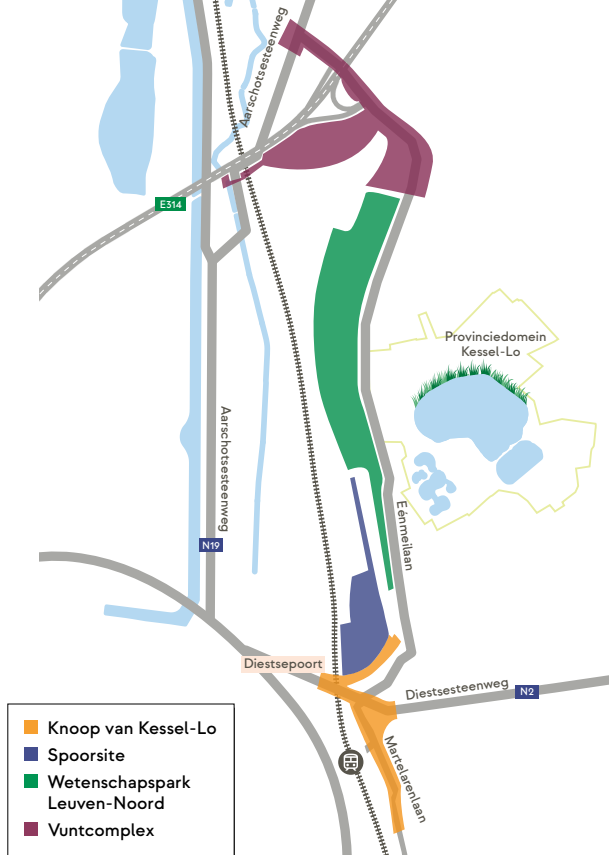 Aarschotsesteenweg
E314
Provinciedomein
Kessel-Lo
Aarschotsesteenweg
Eénmeilaan
N19
Diestsepoort
Diestsesteenweg
N2
Martelarenlaan
Knoop van Kessel-Lo
Spoorsite
Wetenschapspark
Leuven-Noord
Vuntcomplex